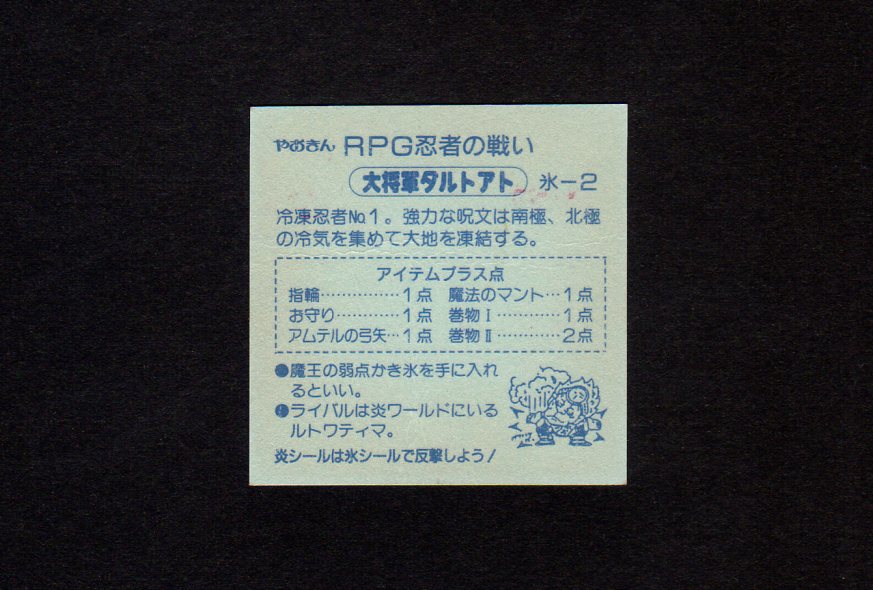 やおきん RPG忍者の戦い
大将軍ダルトアト 氷−2
冷凍忍者No.1。強力な呪文は南極、北極
の冷気を集めて大地を凍結する。
アイテムプラス点
指輪……………1点 魔法のマント…1点
お守り…………1点 巻物Ⅰ…………1点
アムテルの弓矢…1点 巻物Ⅱ…………2点
●魔王の弱点かき氷を手に入れ
るといい。
●ライバルは炎ワールドにいる
ルトワティマ。
炎シールは氷シールで反撃しよう！